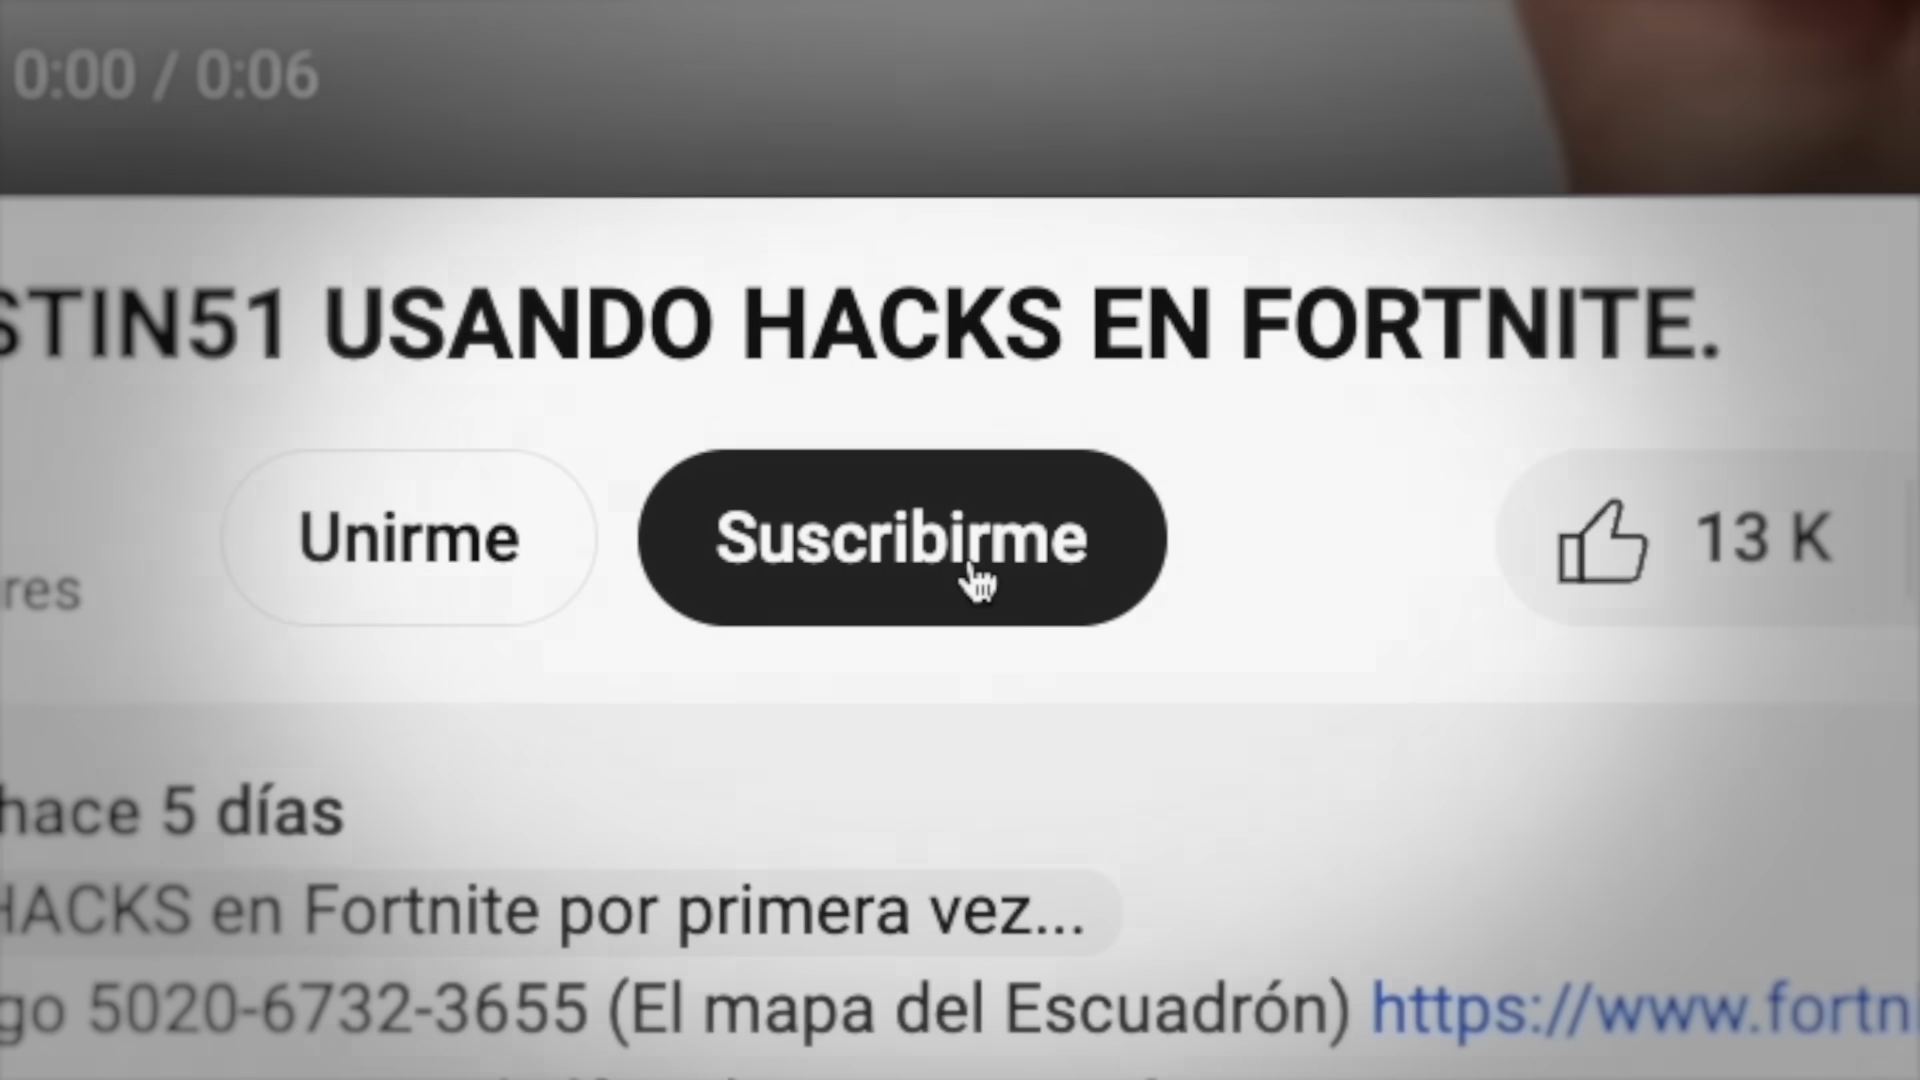 0:00 / 0:06
STIN51 USANDO HACKS EN FORTNITE.
Unirme
Suscribirme
13 K
res
hace 5 días
HACKS en Fortnite por primera vez...
go 5020-6732-3655 (El mapa del Escuadrón) https://www.fortn